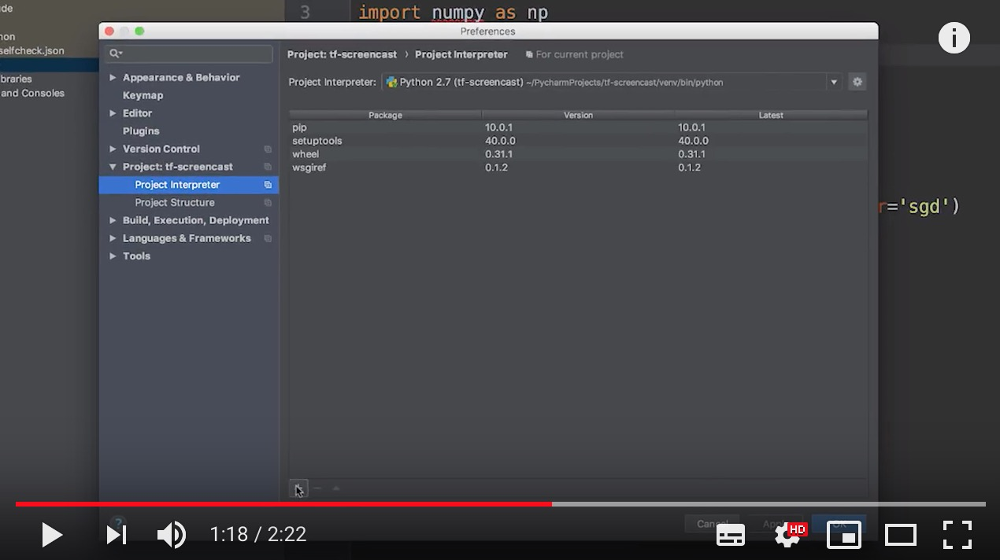 de
3 import numpy as np
Preferences
non
selfcheck.json
braries
and Consoles
Project: tf-screencast › Project Interpreter For current project
Project Interpreter: Python 2.7 (tf-screencast) ~/PycharmProjects/tf-screencast/venv/bin/python
Appearance & Behavior
Keymap
Editor
Plugins
Version Control
Project: tf-screencast
Project Interpreter
Project Structure
Build, Execution, Deployment
Languages & Frameworks
Tools
Package Version Latest
pip 10.0.1 10.0.1
setuptools 40.0.0 40.0.0
wheel 0.31.1 0.31.1
wsgiref 0.1.2 0.1.2
r='sgd')
?
Cancel Apply OK
1:18 / 2:22
HD